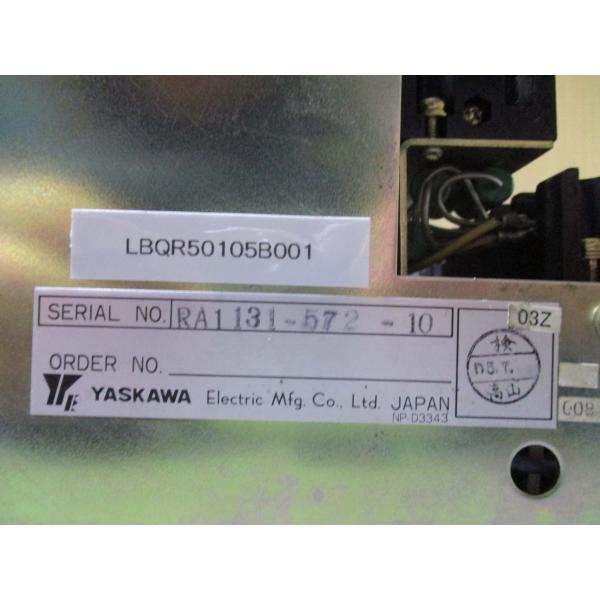 LBQR50105B001
SERIAL NO. RA1131-572-10
03Z
ORDER NO.
検
高山
YASKAWA Electric Mfg. Co., Ltd. JAPAN
NP-D3343